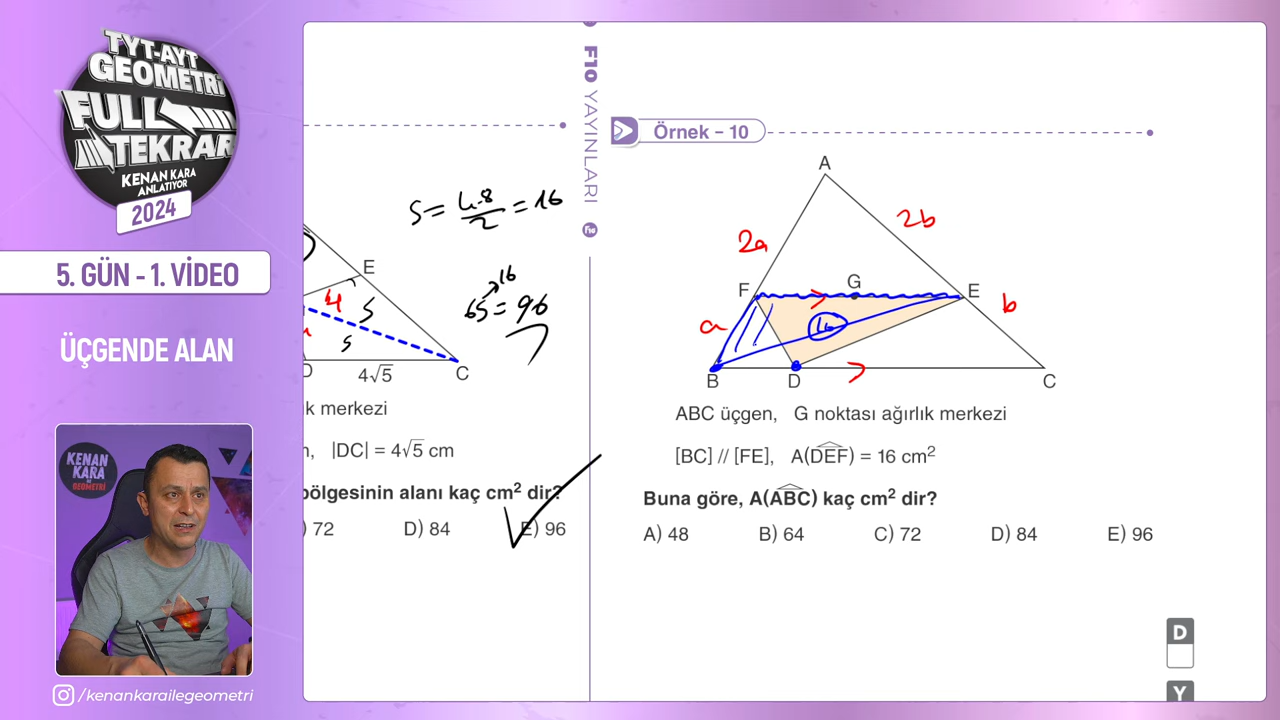 TYT-AYT
GEOMETRİ
FULL
TEKRAR
KENAN KARA
ANLATIYOR
2024
5. GÜN - 1. VİDEO
ÜÇGENDE ALAN
KENAN
KARA
GEOMETRİ
/kenankarailegeometri
S = 4.8/2 = 16
E
4
S
S
16
6S = 96
D
4√5
C
k merkezi
, |DC| = 4√5 cm
bölgesinin alanı kaç cm² dir?
) 72 D) 84 E) 96
F10 YAYINLARI
F10
Örnek – 10
A
2a
2b
F
G
E
a
16
b
B
D
C
ABC üçgen, G noktası ağırlık merkezi
[BC] // [FE], A(DEF) = 16 cm²
Buna göre, A(ABC) kaç cm² dir?
A) 48 B) 64 C) 72 D) 84 E) 96
D
Y